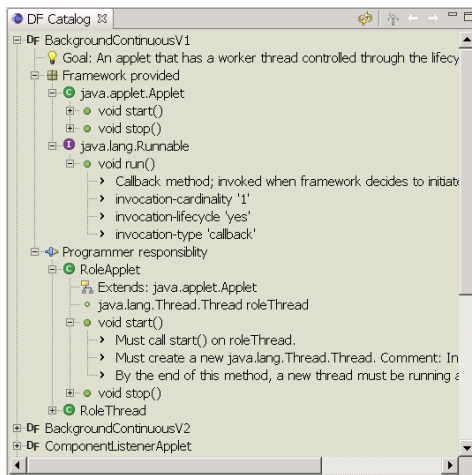 DF Catalog
DF BackgroundContinuousV1
Goal: An applet that has a worker thread controlled through the lifecy
Framework provided
C java.applet.Applet
void start()
void stop()
I java.lang.Runnable
void run()
Callback method; invoked when framework decides to initiate
invocation-cardinality '1'
invocation-lifecycle 'yes'
invocation-type 'callback'
Programmer responsiblity
C RoleApplet
Extends: java.applet.Applet
java.lang.Thread.Thread roleThread
void start()
Must call start() on roleThread.
Must create a new java.lang.Thread.Thread. Comment: In
By the end of this method, a new thread must be running a
void stop()
C RoleThread
DF BackgroundContinuousV2
DF ComponentListenerApplet